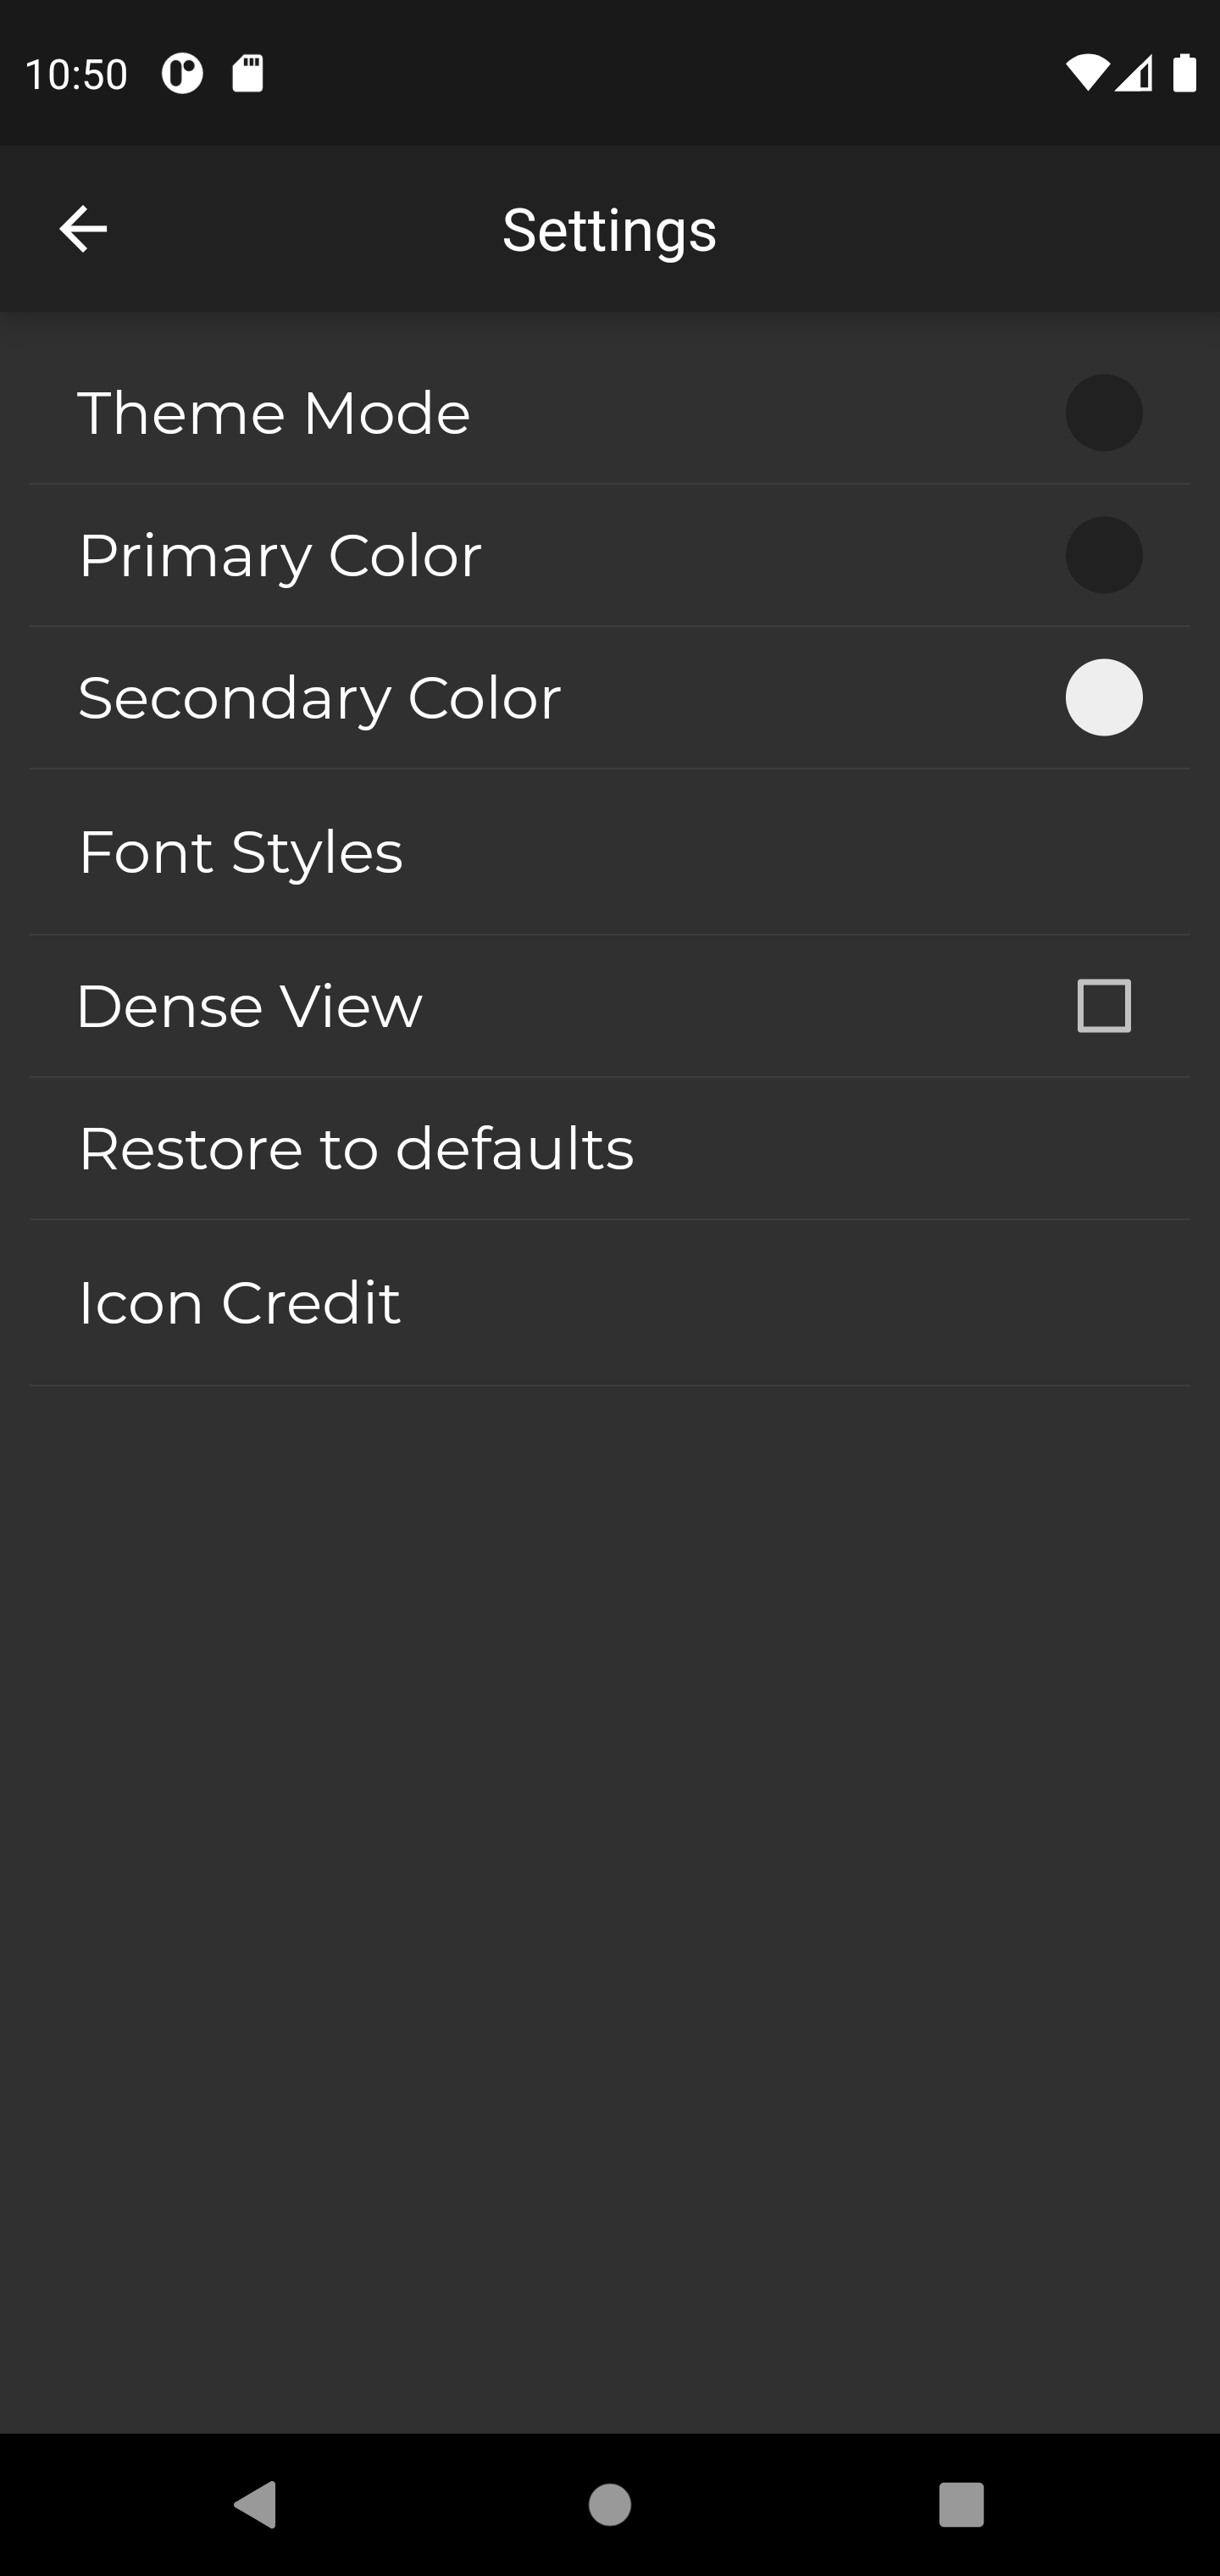 10:50
Settings
Theme Mode
Primary Color
Secondary Color
Font Styles
Dense View
Restore to defaults
Icon Credit